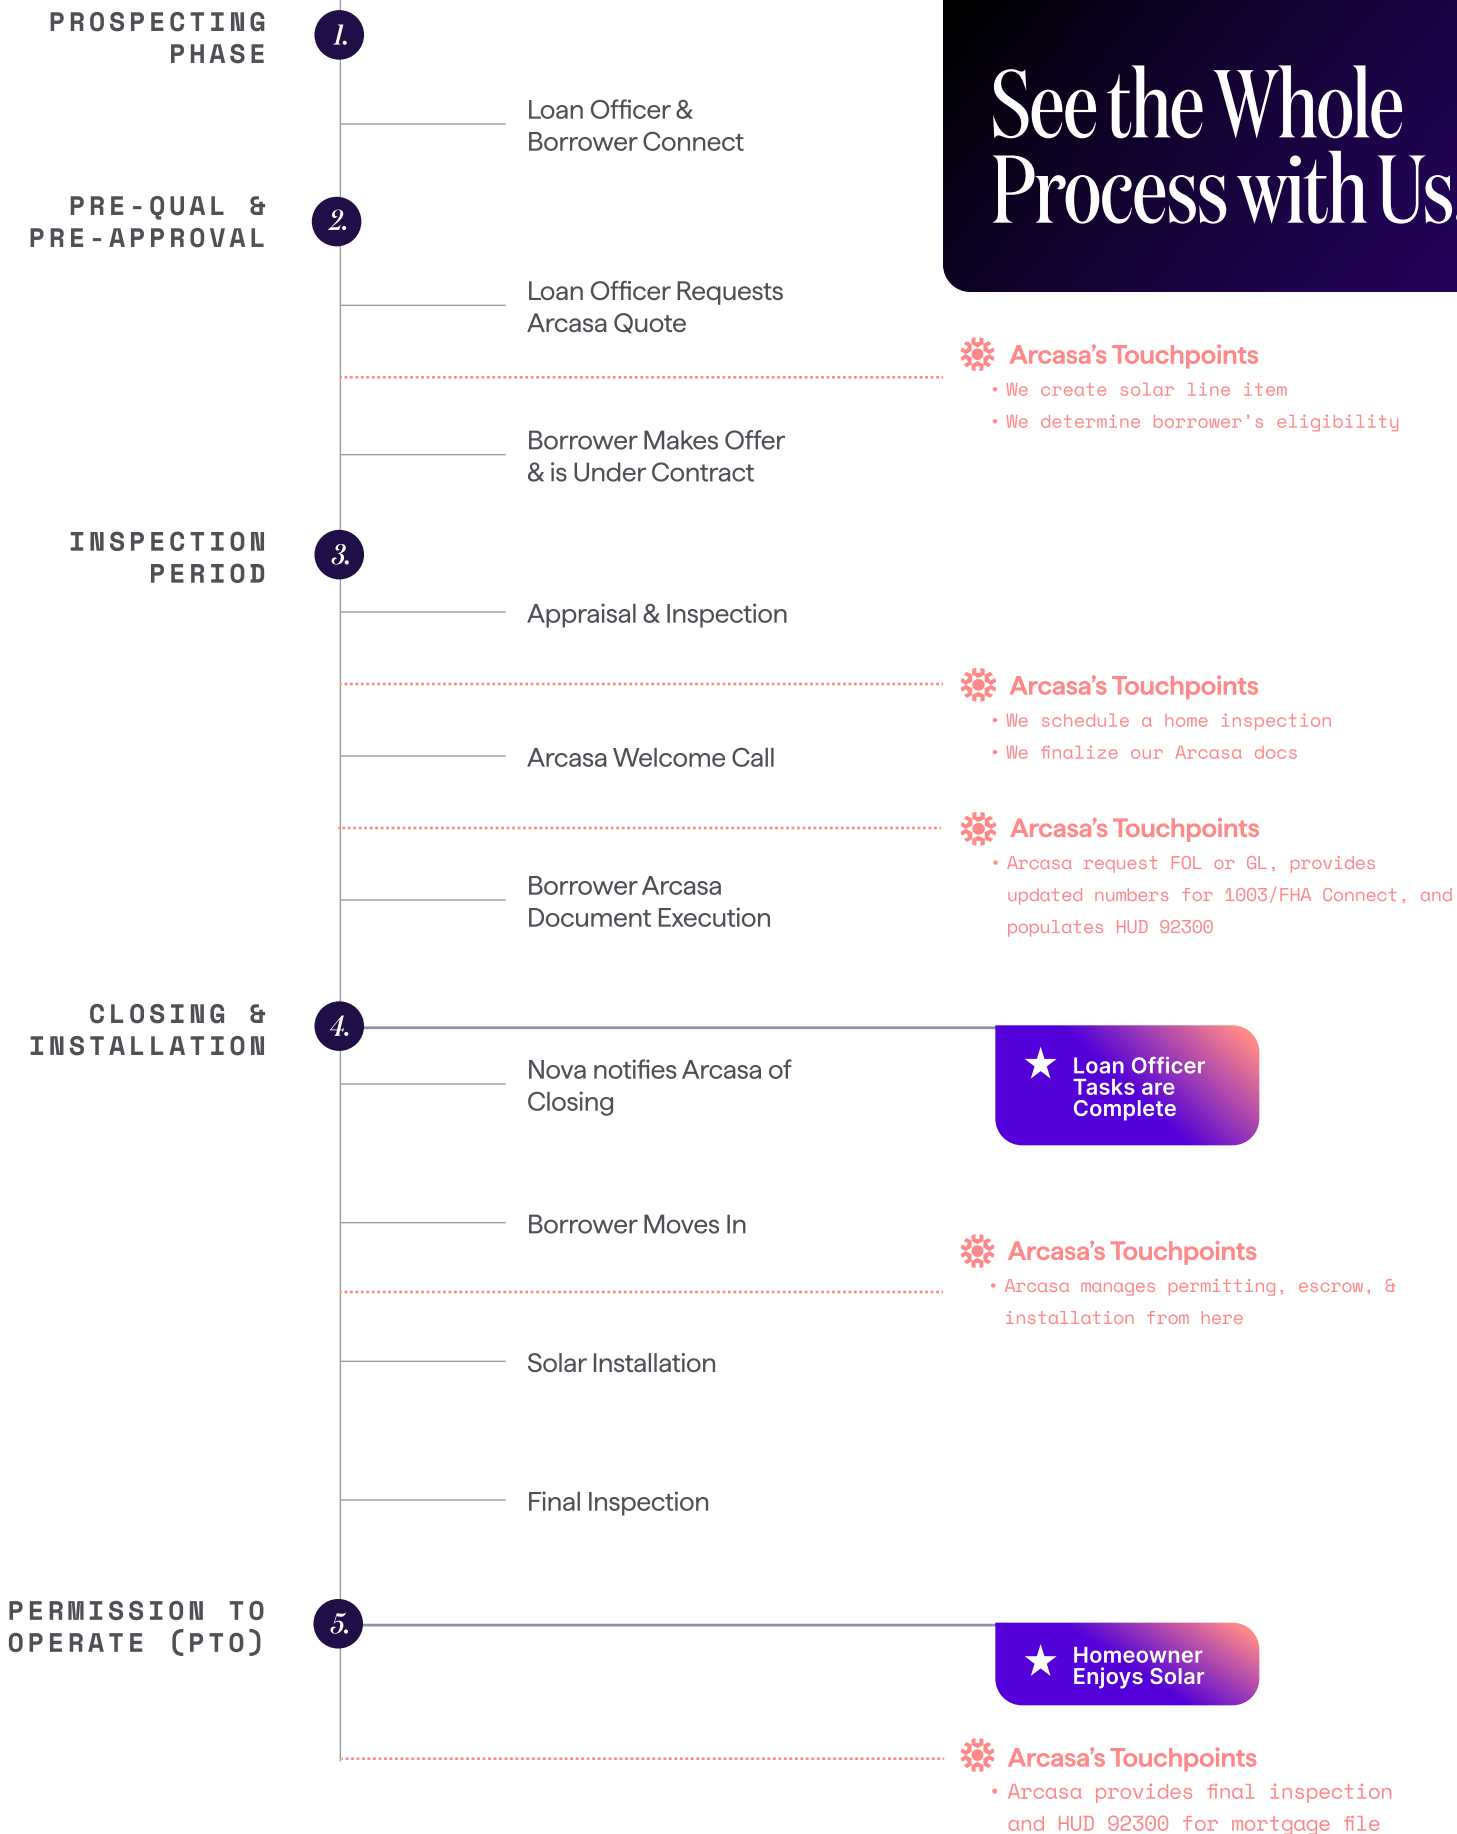 PROSPECTING
PHASE
1.
See the Whole
Process with Us.
Loan Officer &
Borrower Connect
PRE-QUAL &
PRE-APPROVAL
2.
Loan Officer Requests
Arcasa Quote
Arcasa's Touchpoints
• We create solar line item
• We determine borrower's eligibility
Borrower Makes Offer
& is Under Contract
INSPECTION
PERIOD
3.
Appraisal & Inspection
Arcasa's Touchpoints
• We schedule a home inspection
• We finalize our Arcasa docs
Arcasa Welcome Call
Arcasa's Touchpoints
• Arcasa request FOL or GL, provides
updated numbers for 1003/FHA Connect, and
populates HUD 92300
Borrower Arcasa
Document Execution
CLOSING &
INSTALLATION
4.
Nova notifies Arcasa of
Closing
Loan Officer
Tasks are
Complete
Borrower Moves In
Arcasa's Touchpoints
• Arcasa manages permitting, escrow, &
installation from here
Solar Installation
Final Inspection
PERMISSION TO
OPERATE (PTO)
5.
Homeowner
Enjoys Solar
Arcasa's Touchpoints
• Arcasa provides final inspection
and HUD 92300 for mortgage file